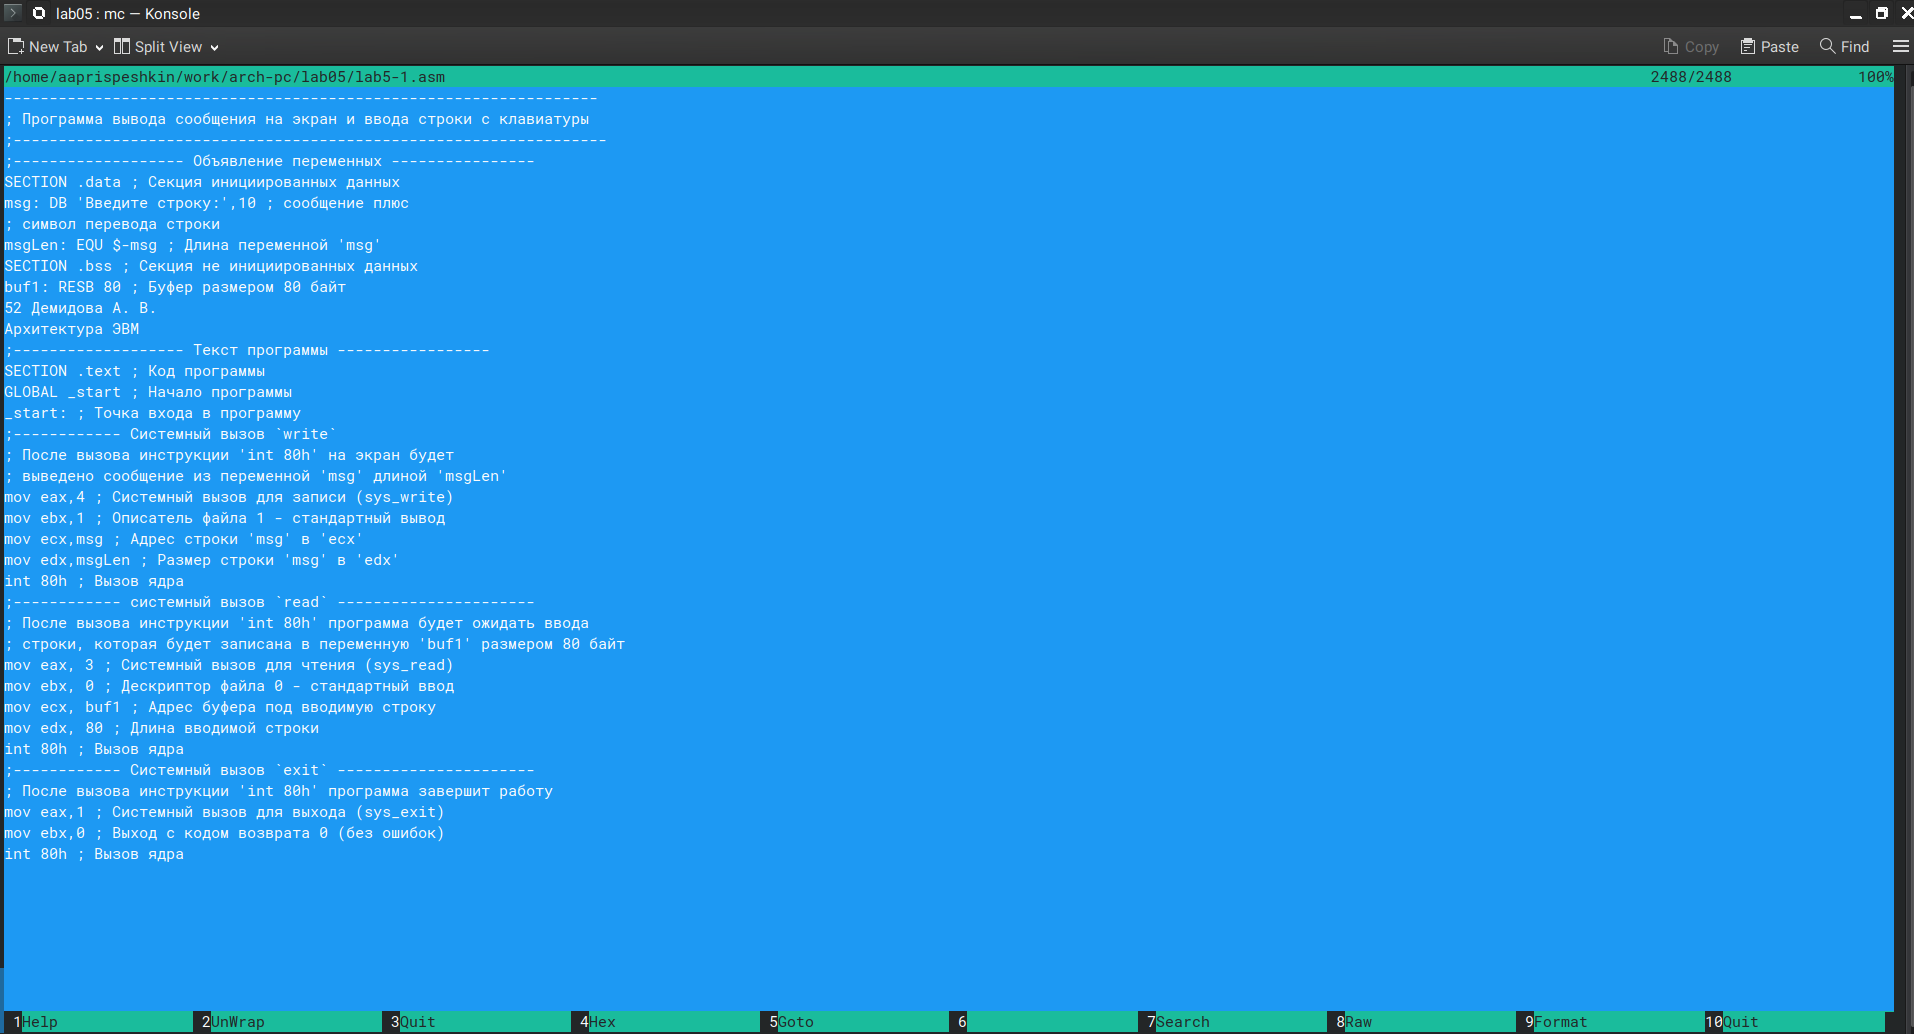 lab05 : mc — Konsole
New Tab Split View Copy Paste Find
/home/aaprispeshkin/work/arch-pc/lab05/lab5-1.asm 2488/2488 100%
------------------------------------------------------------------
; Программа вывода сообщения на экран и ввода строки с клавиатуры
;------------------------------------------------------------------
;------------------- Объявление переменных ----------------
SECTION .data ; Секция инициированных данных
msg: DB 'Введите строку:',10 ; сообщение плюс
; символ перевода строки
msgLen: EQU $-msg ; Длина переменной 'msg'
SECTION .bss ; Секция не инициированных данных
buf1: RESB 80 ; Буфер размером 80 байт
52 Демидова А. В.
Архитектура ЭВМ
;------------------- Текст программы -----------------
SECTION .text ; Код программы
GLOBAL _start ; Начало программы
_start: ; Точка входа в программу
;------------ Системный вызов `write`
; После вызова инструкции 'int 80h' на экран будет
; выведено сообщение из переменной 'msg' длиной 'msgLen'
mov eax,4 ; Системный вызов для записи (sys_write)
mov ebx,1 ; Описатель файла 1 - стандартный вывод
mov ecx,msg ; Адрес строки 'msg' в 'ecx'
mov edx,msgLen ; Размер строки 'msg' в 'edx'
int 80h ; Вызов ядра
;------------ системный вызов `read` ----------------------
; После вызова инструкции 'int 80h' программа будет ожидать ввода
; строки, которая будет записана в переменную 'buf1' размером 80 байт
mov eax, 3 ; Системный вызов для чтения (sys_read)
mov ebx, 0 ; Дескриптор файла 0 - стандартный ввод
mov ecx, buf1 ; Адрес буфера под вводимую строку
mov edx, 80 ; Длина вводимой строки
int 80h ; Вызов ядра
;------------ Системный вызов `exit` ----------------------
; После вызова инструкции 'int 80h' программа завершит работу
mov eax,1 ; Системный вызов для выхода (sys_exit)
mov ebx,0 ; Выход с кодом возврата 0 (без ошибок)
int 80h ; Вызов ядра
1Help 2UnWrap 3Quit 4Hex 5Goto 6 7Search 8Raw 9Format 10Quit